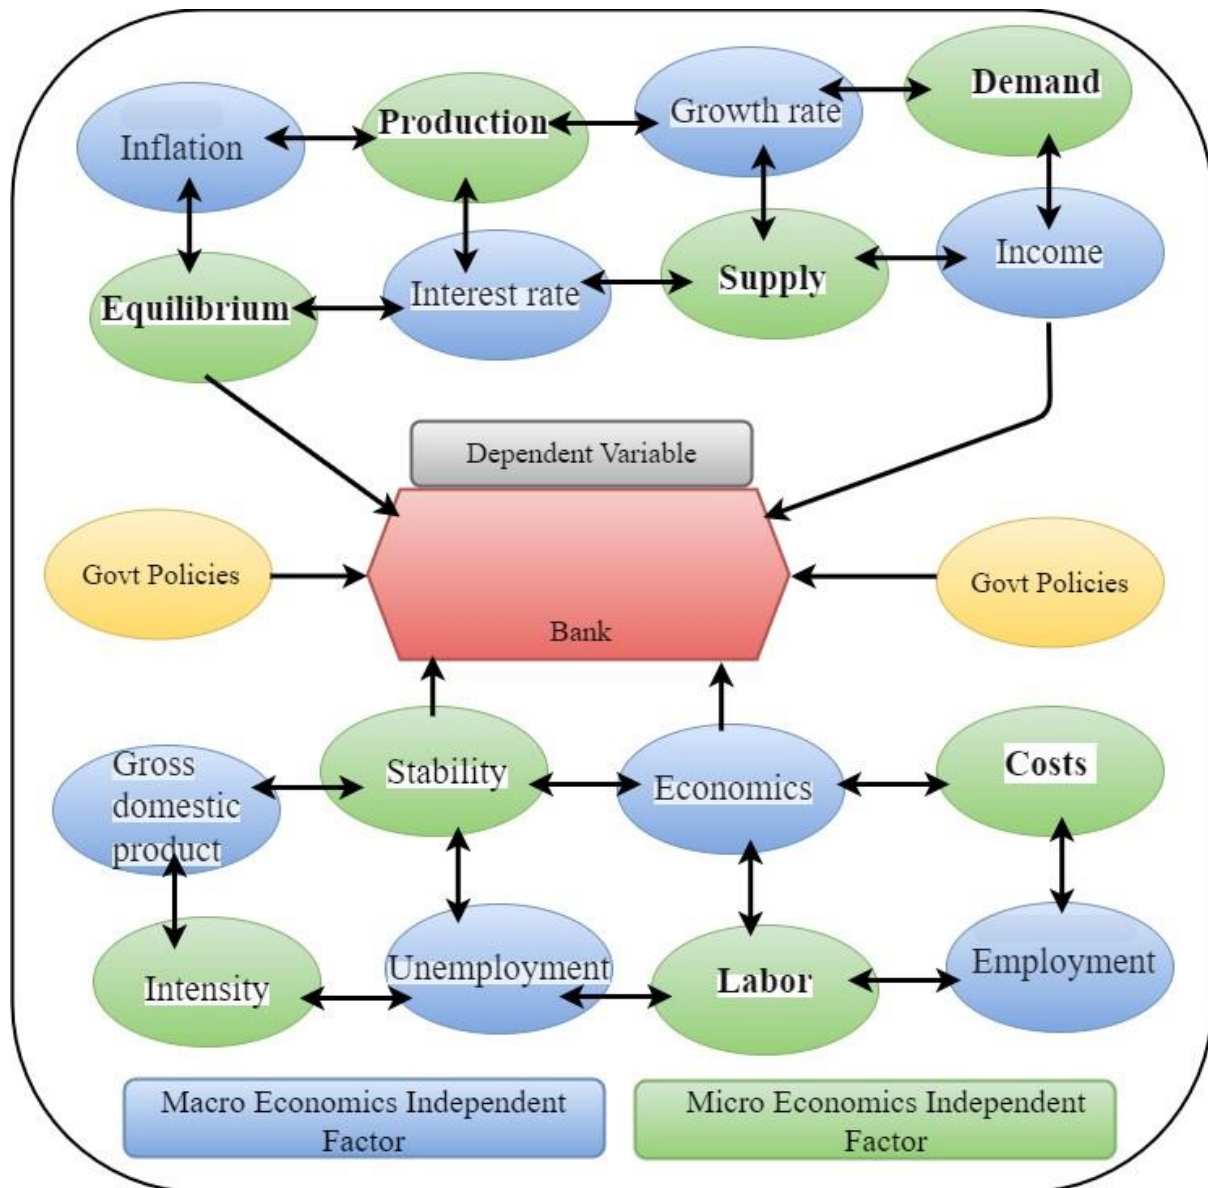 Inflation
Production
Growth rate
Demand
Equilibrium
Interest rate
Supply
Income
Dependent Variable
Govt Policies
Bank
Govt Policies
Gross
domestic
product
Stability
Economics
Costs
Intensity
Unemployment
Labor
Employment
Macro Economics Independent
Factor
Micro Economics Independent
Factor